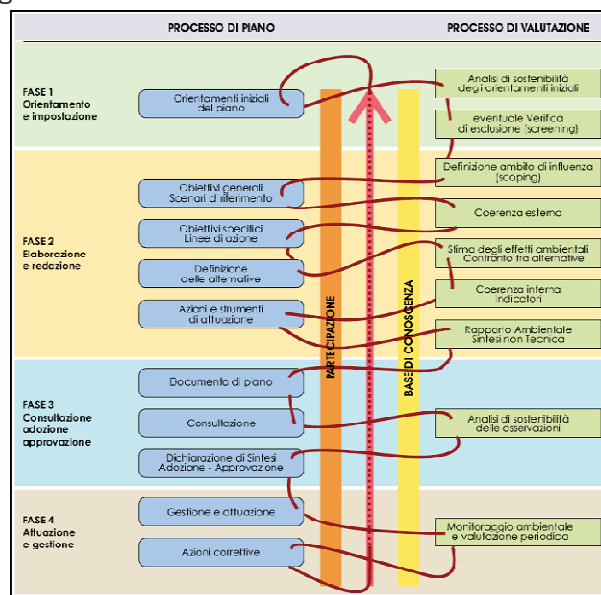 PROCESSO DI PIANO
PROCESSO DI VALUTAZIONE
FASE 1
Orientamento
e impostazione
Orientamenti iniziali
del piano
Analisi di sostenibilità
degli orientamenti iniziali
eventuale Verifica
di esclusione (screening)
FASE 2
Elaborazione
e redazione
Definizione ambito di influenza
(scoping)
Obiettivi generali
Scenari di riferimento
Coerenza esterna
Obiettivi specifici
Linee di azione
Stima degli effetti ambientali
Confronto tra alternative
Definizione
delle alternative
Coerenza interna
Indicatori
Azioni e strumenti
di attuazione
Rapporto Ambientale
Sintesi non Tecnica
PARTECIPAZIONE
BASE DI CONOSCENZA
FASE 3
Consultazione
adozione
approvazione
Documento di piano
Consultazione
Analisi di sostenibilità
delle osservazioni
Dichiarazione di Sintesi
Adozione - Approvazione
FASE 4
Attuazione
e gestione
Gestione e attuazione
Monitoraggio ambientale
e valutazione periodica
Azioni correttive